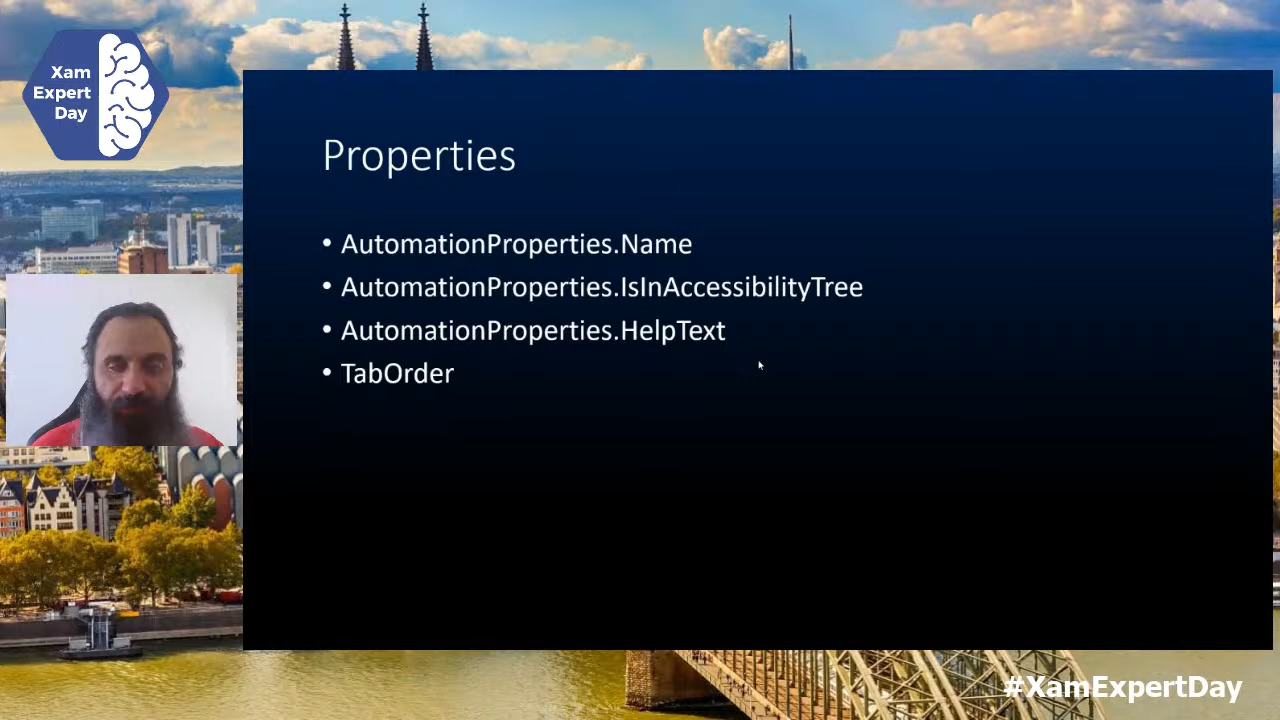 Xam
Expert
Day
Properties
• AutomationProperties.Name
• AutomationProperties.IsInAccessibilityTree
• AutomationProperties.HelpText
• TabOrder
#XamExpertDay